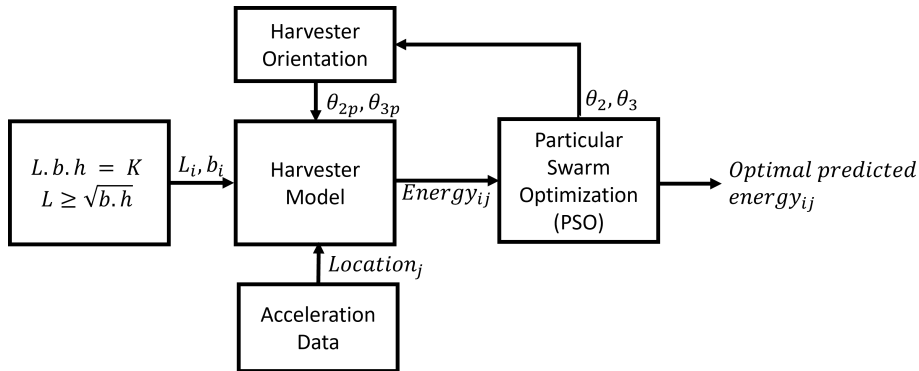 Harvester
Orientation
θ₂ₚ, θ₃ₚ
θ₂, θ₃
L.b.h = K
L ≥ √b.h
Lᵢ, bᵢ
Harvester
Model
Energyᵢⱼ
Particular
Swarm
Optimization
(PSO)
Optimal predicted
energyᵢⱼ
Locationⱼ
Acceleration
Data